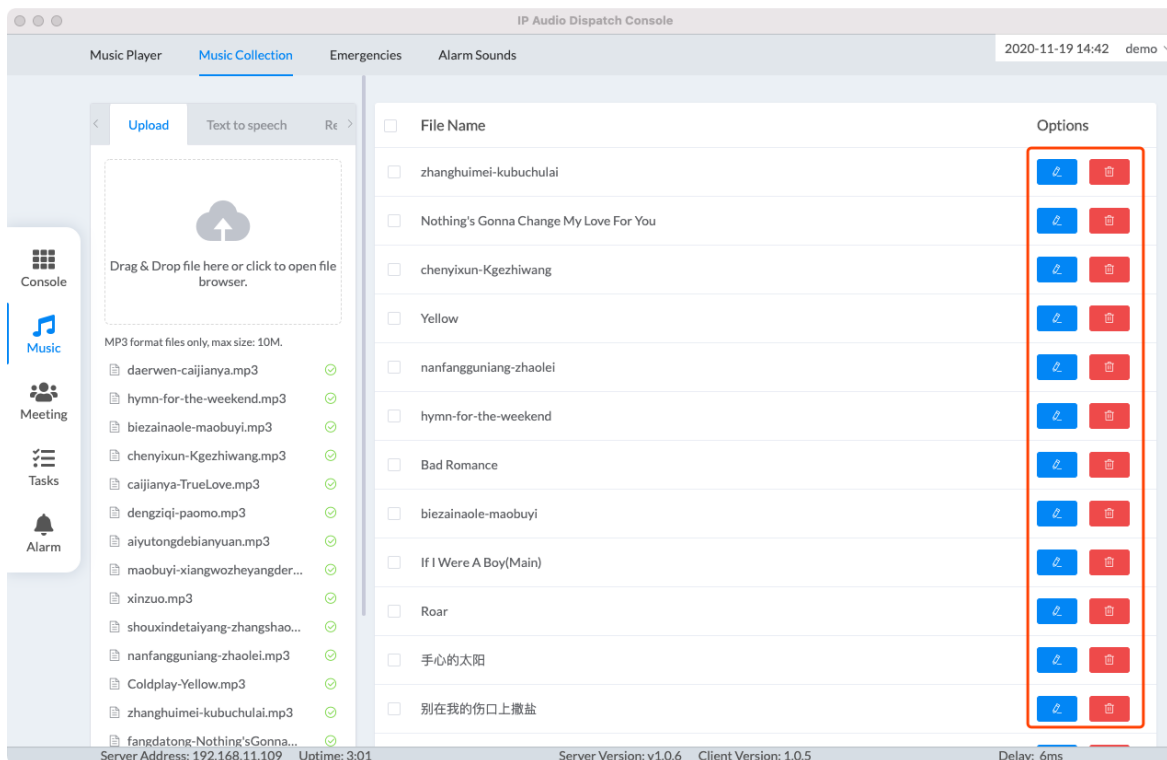 IP Audio Dispatch Console
Music Player Music Collection Emergencies Alarm Sounds
2020-11-19 14:42 demo
Console
Music
Meeting
Tasks
Alarm
Upload Text to speech Re
Drag & Drop file here or click to open file
browser.
MP3 format files only, max size: 10M.
daerwen-caijianya.mp3
hymn-for-the-weekend.mp3
biezainaole-maobuyi.mp3
chenyixun-Kgezhiwang.mp3
caijianya-TrueLove.mp3
dengziqi-paomo.mp3
aiyutongdebianyuan.mp3
maobuyi-xiangwozheyangder...
xinzuo.mp3
shouxindetaiyang-zhangshao...
nanfangguniang-zhaolei.mp3
Coldplay-Yellow.mp3
zhanghuimei-kubuchulai.mp3
fangdatong-Nothing'sGonna...
File Name Options
zhanghuimei-kubuchulai
Nothing's Gonna Change My Love For You
chenyixun-Kgezhiwang
Yellow
nanfangguniang-zhaolei
hymn-for-the-weekend
Bad Romance
biezainaole-maobuyi
If I Were A Boy(Main)
Roar
手心的太阳
别在我的伤口上撒盐
Server Address: 192.168.11.109 Uptime: 3:01 Server Version: v1.0.6 Client Version: 1.0.5 Delay: 6ms